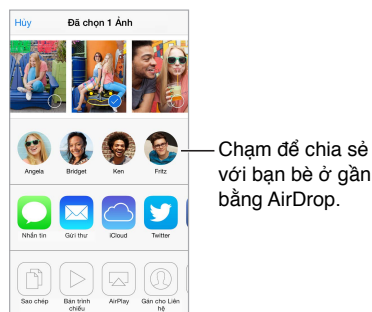 Hủy Đã chọn 1 Ảnh
Angela Bridget Ken Fritz
Chạm để chia sẻ
với bạn bè ở gần
bằng AirDrop.
Nhắn tin Gửi thư iCloud Twitter
Sao chép Bản trình chiếu AirPlay Gán cho Liên hệ